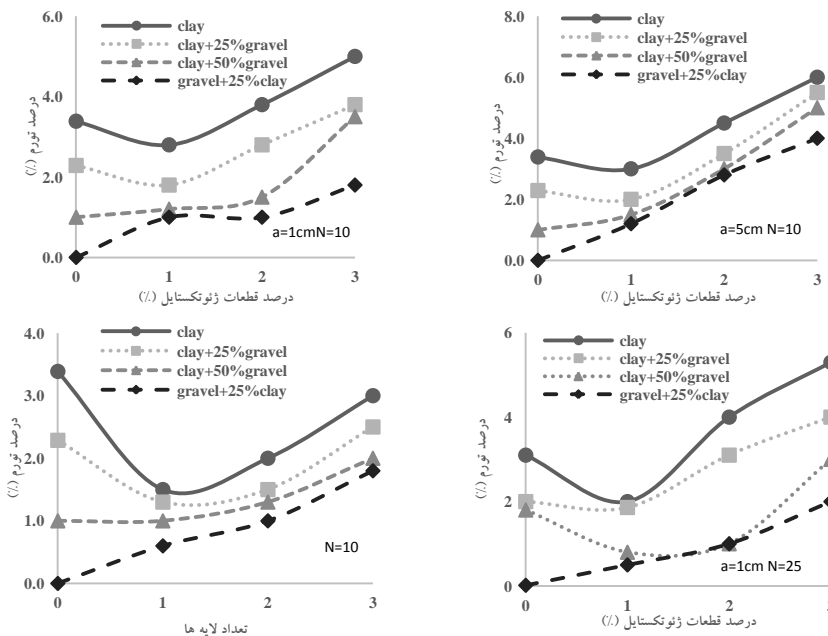 6.0
4.0
2.0
0.0
درصد تورم (٪)
clay
clay+25%gravel
clay+50%gravel
gravel+25%clay
a=1cmN=10
0 1 2 3
درصد قطعات ژئوتکستایل (٪)
8.0
6.0
4.0
2.0
0.0
درصد تورم (٪)
clay
clay+25%gravel
clay+50%gravel
gravel+25%clay
a=5cm N=10
0 1 2 3
درصد قطعات ژئوتکستایل (٪)
4.0
3.0
2.0
1.0
0.0
درصد تورم (٪)
clay
clay+25%gravel
clay+50%gravel
gravel+25%clay
N=10
0 1 2 3
تعداد لایه ها
6
4
2
0
درصد تورم (٪)
clay
clay+25%gravel
clay+50%gravel
gravel+25%clay
a=1cm N=25
0 1 2 3
درصد قطعات ژئوتکستایل (٪)